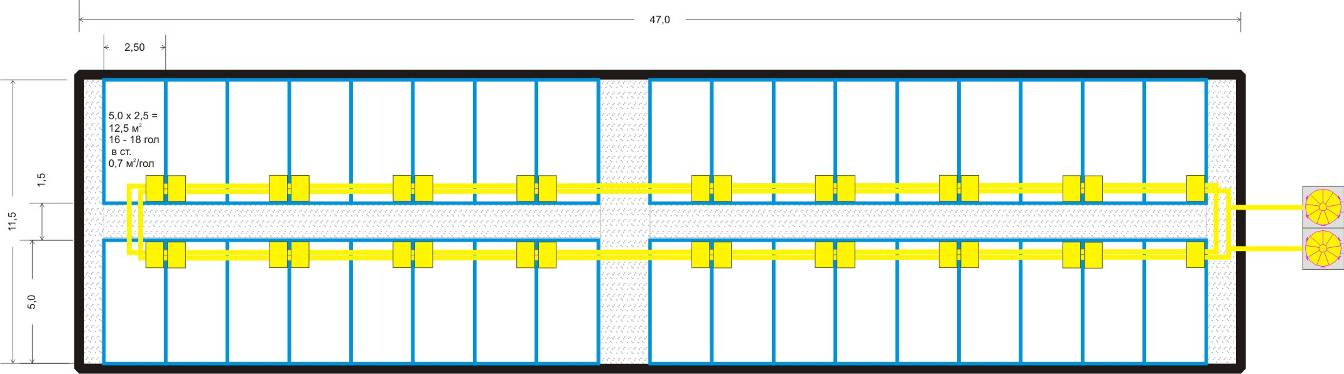 47,0
2,50
5,0 x 2,5 =
12,5 м²
16 - 18 гол
в ст.
0,7 м²/гол
1,5
11,5
5,0